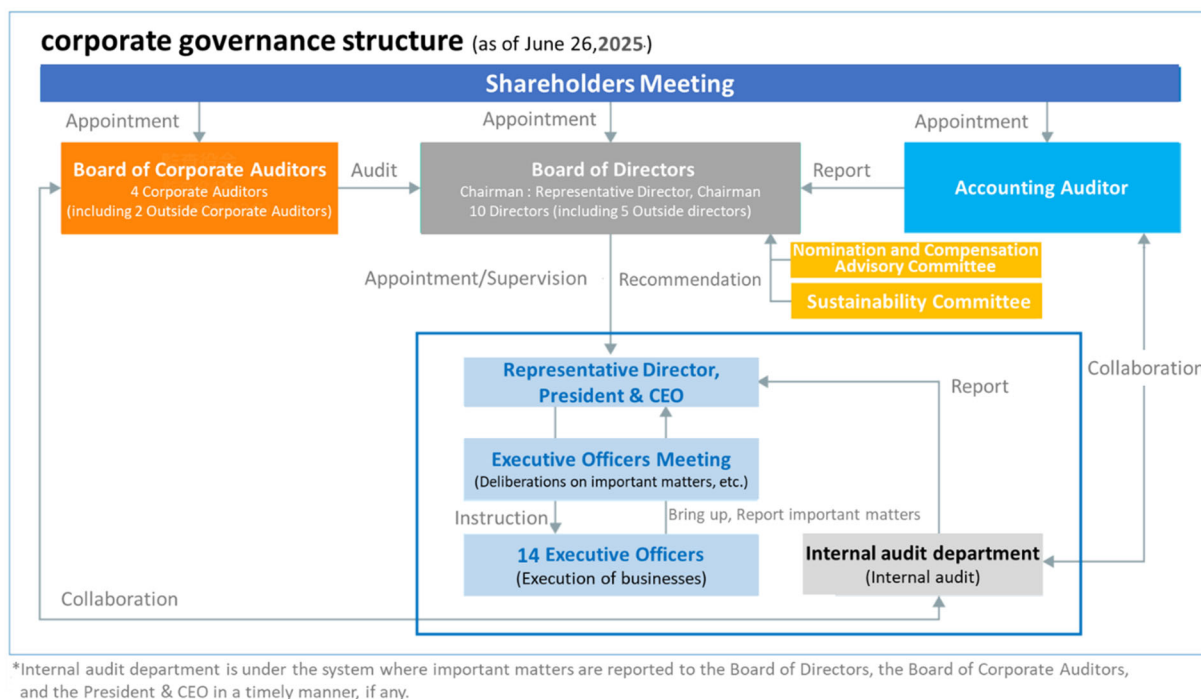 corporate governance structure (as of June 26,2025)
Shareholders Meeting
Appointment
Appointment
Appointment
Board of Corporate Auditors
4 Corporate Auditors
(including 2 Outside Corporate Auditors)
Audit
Board of Directors
Chairman : Representative Director, Chairman
10 Directors (including 5 Outside directors)
Report
Accounting Auditor
Appointment/Supervision
Recommendation
Nomination and Compensation
Advisory Committee
Sustainability Committee
Representative Director,
President & CEO
Report
Collaboration
Executive Officers Meeting
(Deliberations on important matters, etc.)
Instruction
Bring up, Report important matters
14 Executive Officers
(Execution of businesses)
Internal audit department
(Internal audit)
Collaboration
*Internal audit department is under the system where important matters are reported to the Board of Directors, the Board of Corporate Auditors,
and the President & CEO in a timely manner, if any.